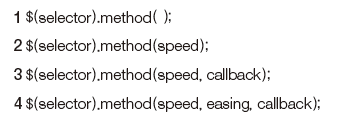 1 $(selector).method( );
2 $(selector).method(speed);
3 $(selector).method(speed, callback);
4 $(selector).method(speed, easing, callback);